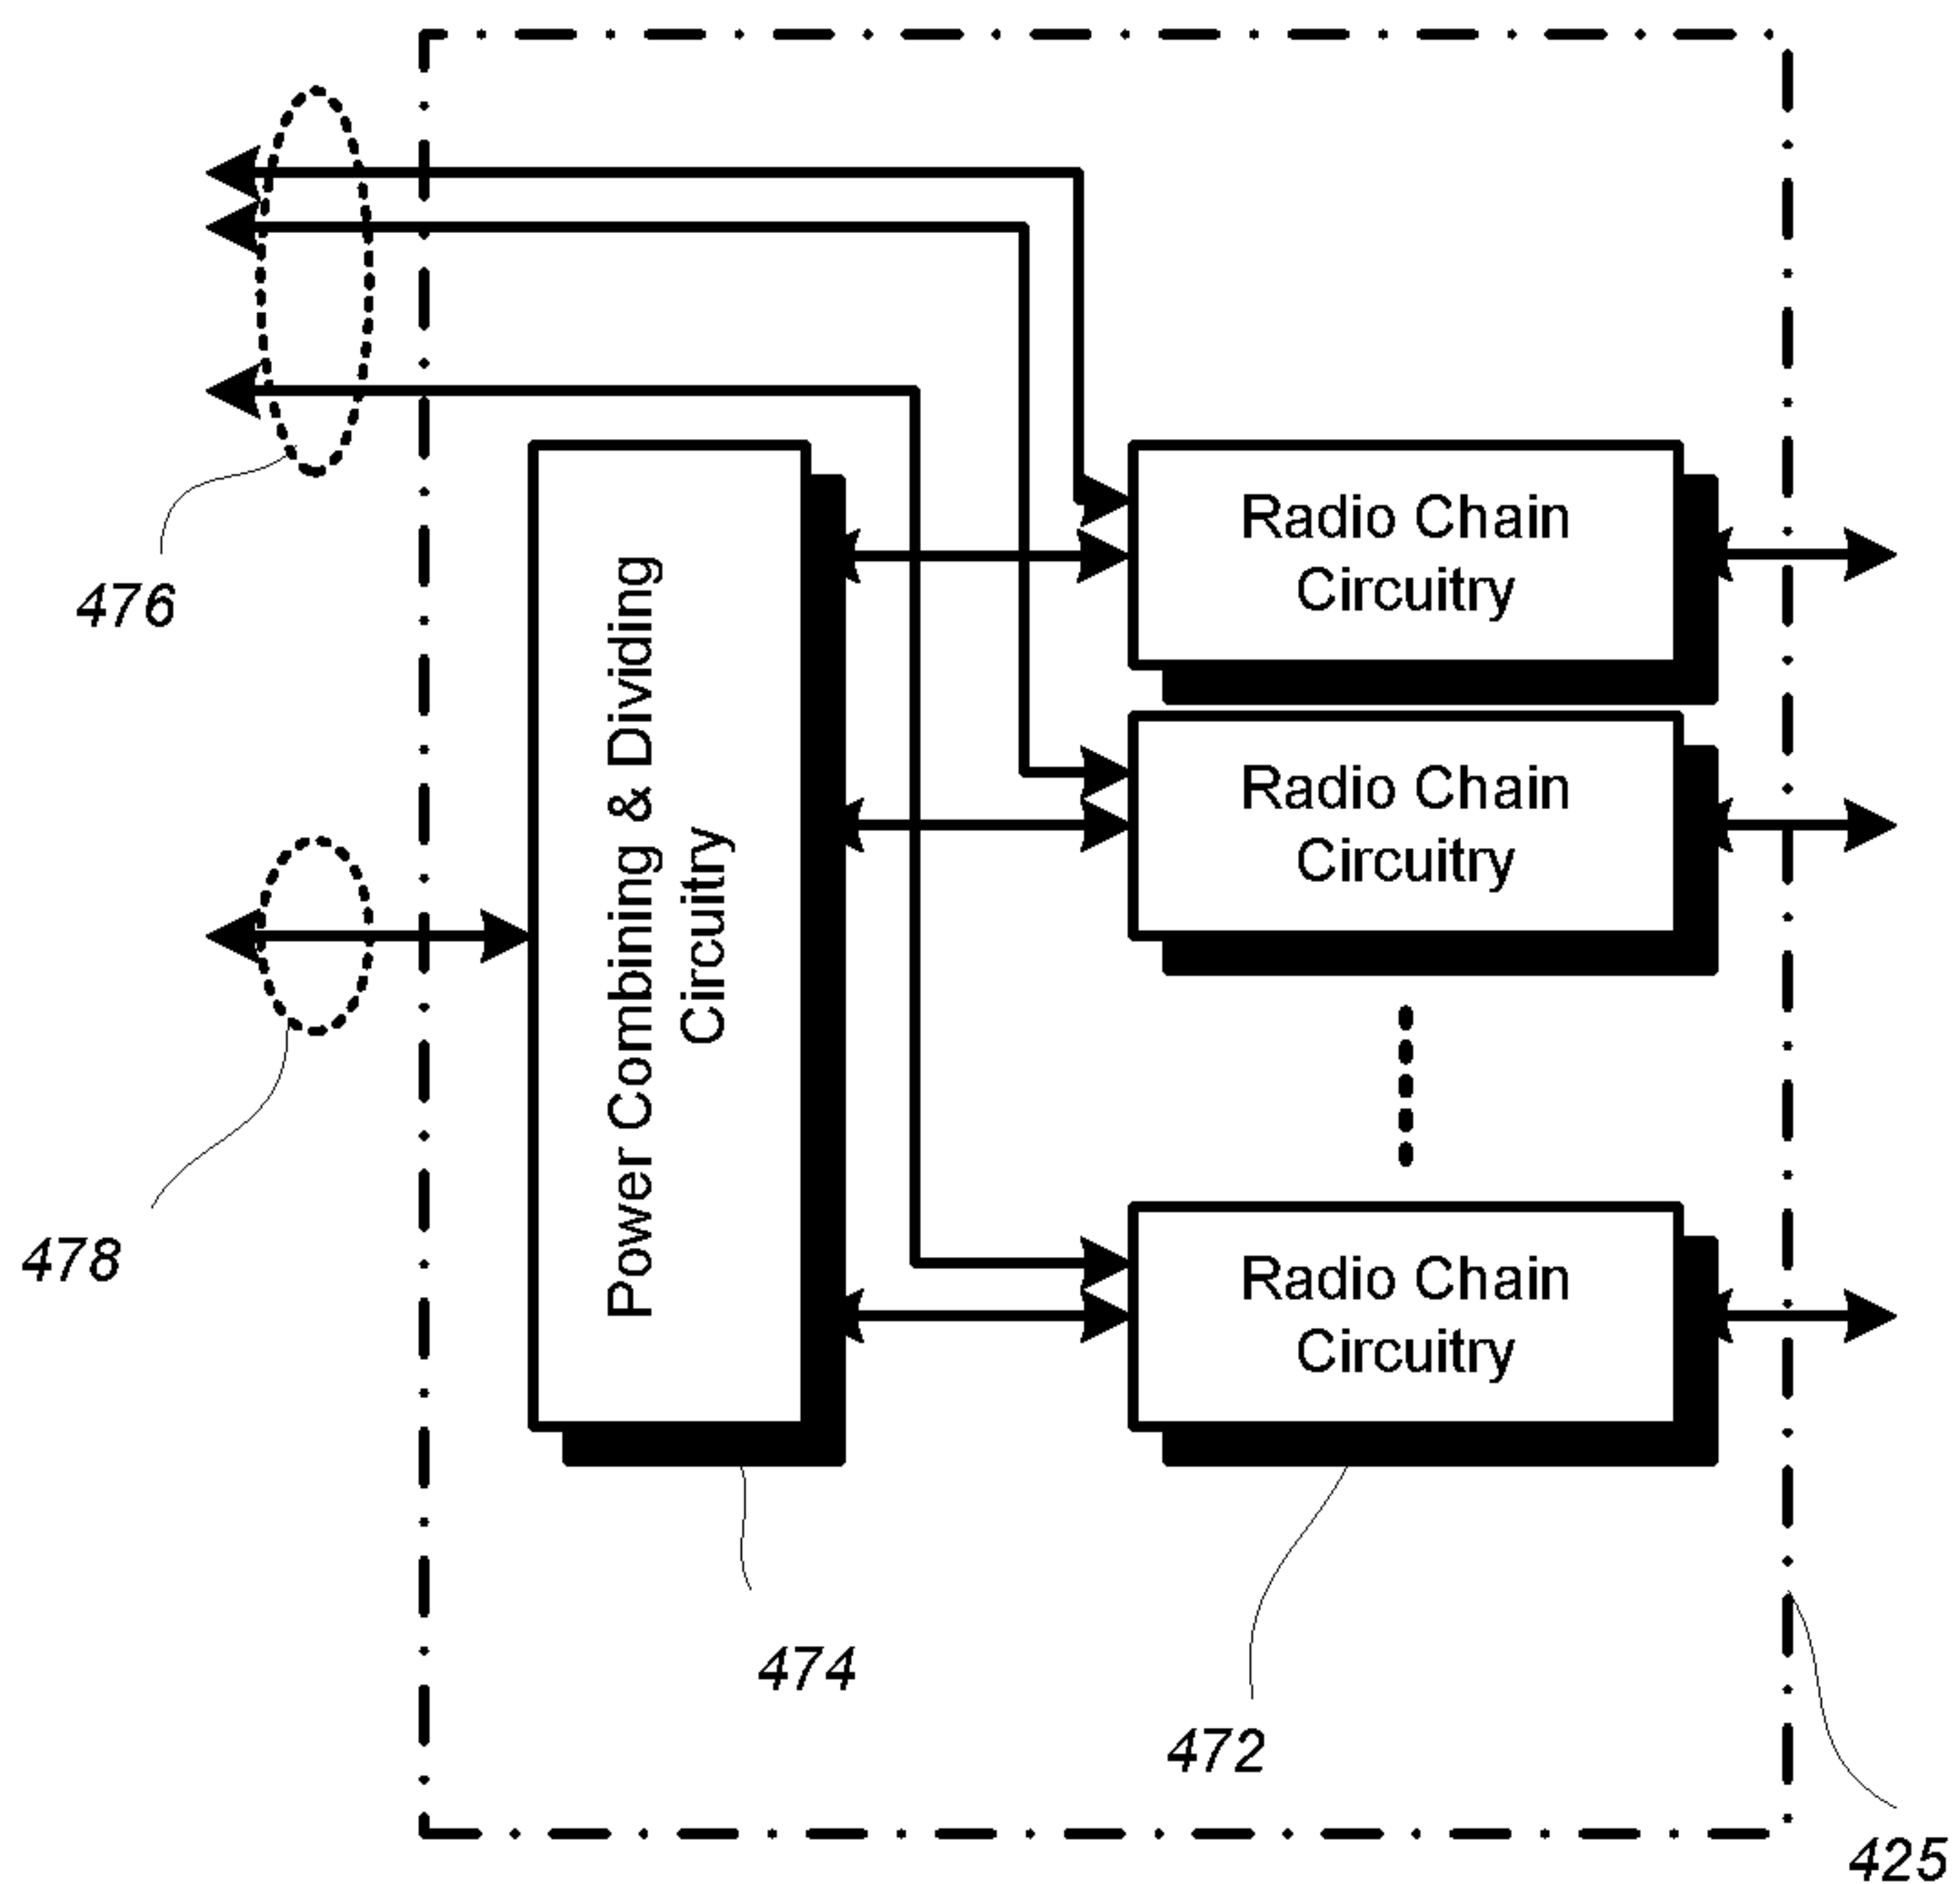 Radio Chain
Circuitry
476
Power Combining & Dividing
Circuitry
Radio Chain
Circuitry
478
Radio Chain
Circuitry
474
472
425